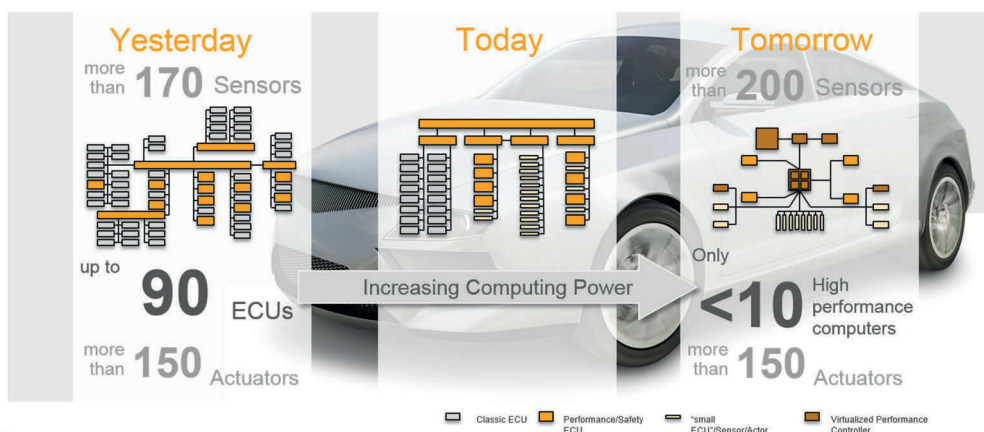 Yesterday
more than 170 Sensors
up to
90 ECUs
more than 150 Actuators
Today
Increasing Computing Power
Tomorrow
more than 200 Sensors
Only
<10 High performance computers
more than 150 Actuators
Classic ECU
Performance/Safety
ECU
"small
ECU"/Sensor/Actor
Virtualized Performance
Controller